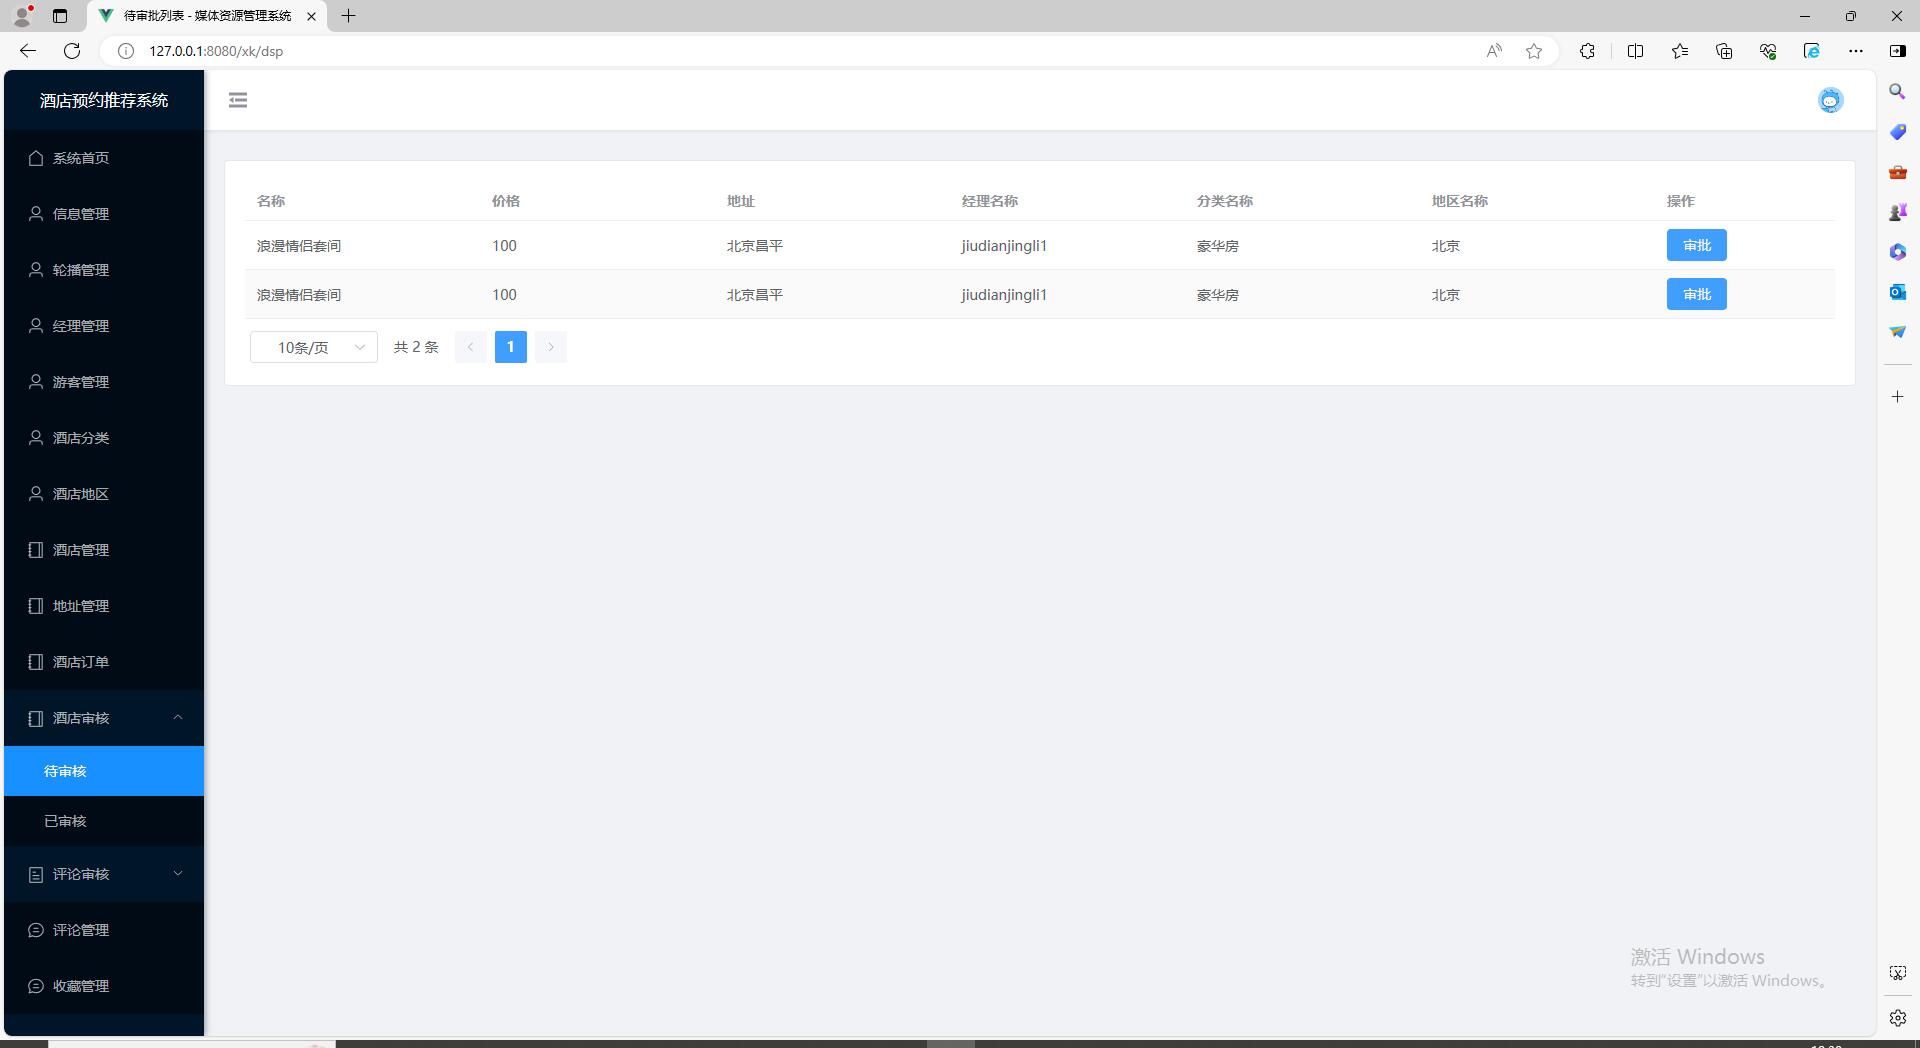 待审批列表 - 媒体资源管理系统
127.0.0.1:8080/xk/dsp
酒店预约推荐系统
系统首页
信息管理
轮播管理
经理管理
游客管理
酒店分类
酒店地区
酒店管理
地址管理
酒店订单
酒店审核
待审核
已审核
评论审核
评论管理
收藏管理
名称 价格 地址 经理名称 分类名称 地区名称 操作
浪漫情侣套间 100 北京昌平 jiudianjingli1 豪华房 北京 审批
浪漫情侣套间 100 北京昌平 jiudianjingli1 豪华房 北京 审批
10条/页 共 2 条 1
激活 Windows
转到“设置”以激活 Windows。